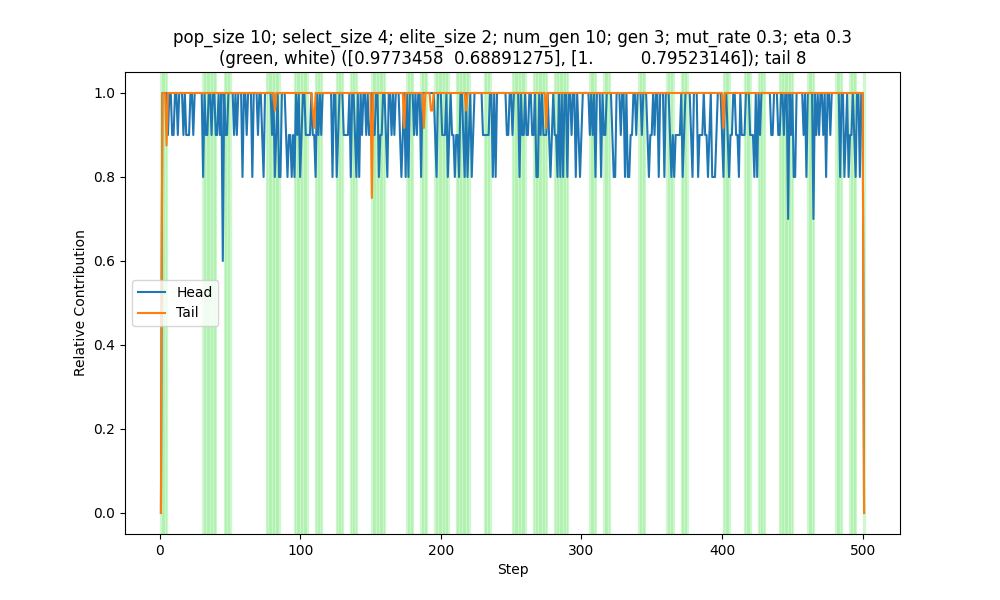 pop_size 10; select_size 4; elite_size 2; num_gen 10; gen 3; mut_rate 0.3; eta 0.3
(green, white) ([0.9773458  0.68891275], [1.         0.79523146]); tail 8
1.0
0.8
0.6
0.4
0.2
0.0
Relative Contribution
Head
Tail
0 100 200 300 400 500
Step